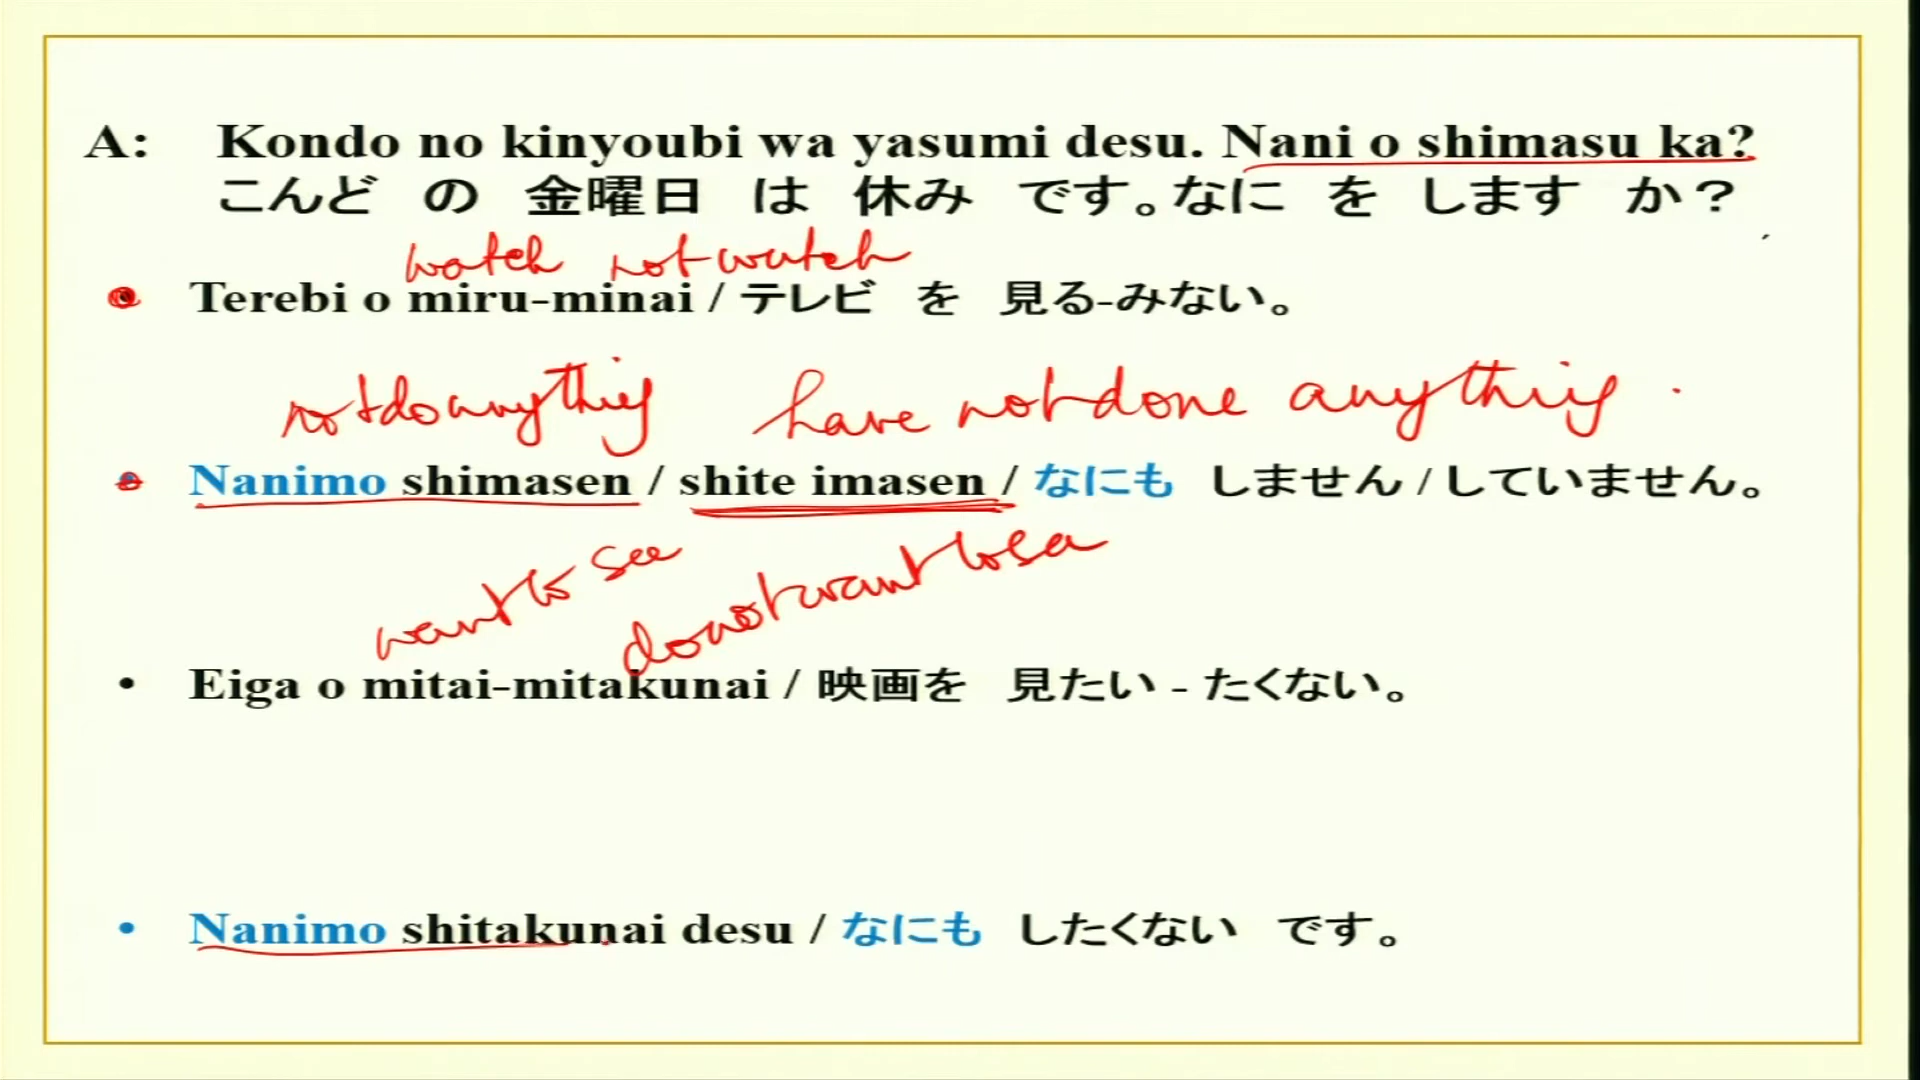 A: Kondo no kinyoubi wa yasumi desu. Nani o shimasu ka?
こんど の 金曜日 は 休み です。なに を します か？
watch not watch
• Terebi o miru-minai / テレビ を 見る-みない。
not do anything have not done anything .
• Nanimo shimasen / shite imasen / なにも しません / していません。
want to see do not want to see
• Eiga o mitai-mitakunai / 映画を 見たい - たくない。
• Nanimo shitakunai desu / なにも したくない です。